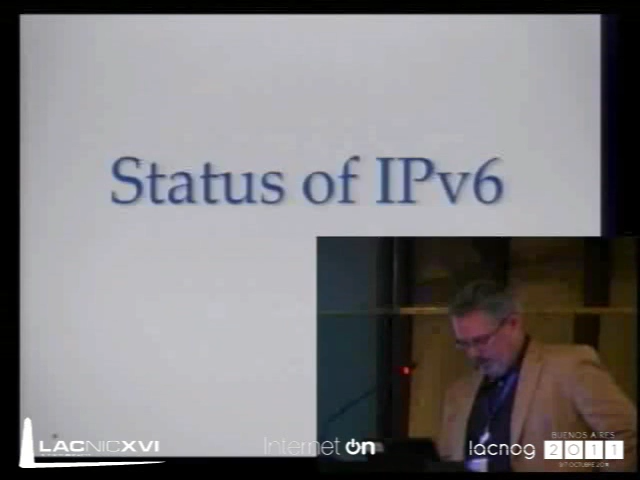 Status of IPv6
LACNICXVI
Internet ON
lacnog
BUENOS AIRES
2011